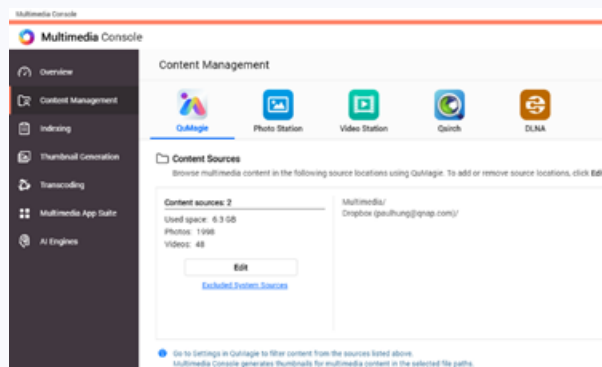 Multimedia Console
Multimedia Console
Overview
Content Management
Indexing
Thumbnail Generation
Transcoding
Multimedia App Suite
AI Engines
Content Management
QuMagie
Photo Station
Video Station
Qsirch
DLNA
Content Sources
Browse multimedia content in the following source locations using QuMagie. To add or remove source locations, click Edi
Content sources: 2
Used space: 6.3 GB
Photos: 1998
Videos: 48
Edit
Excluded System Sources
Multimedia/
Dropbox (paulhung@qnap.com)/
Go to Settings in QuMagie to filter content from the sources listed above.
Multimedia Console generates thumbnails for multimedia content in the selected file paths.